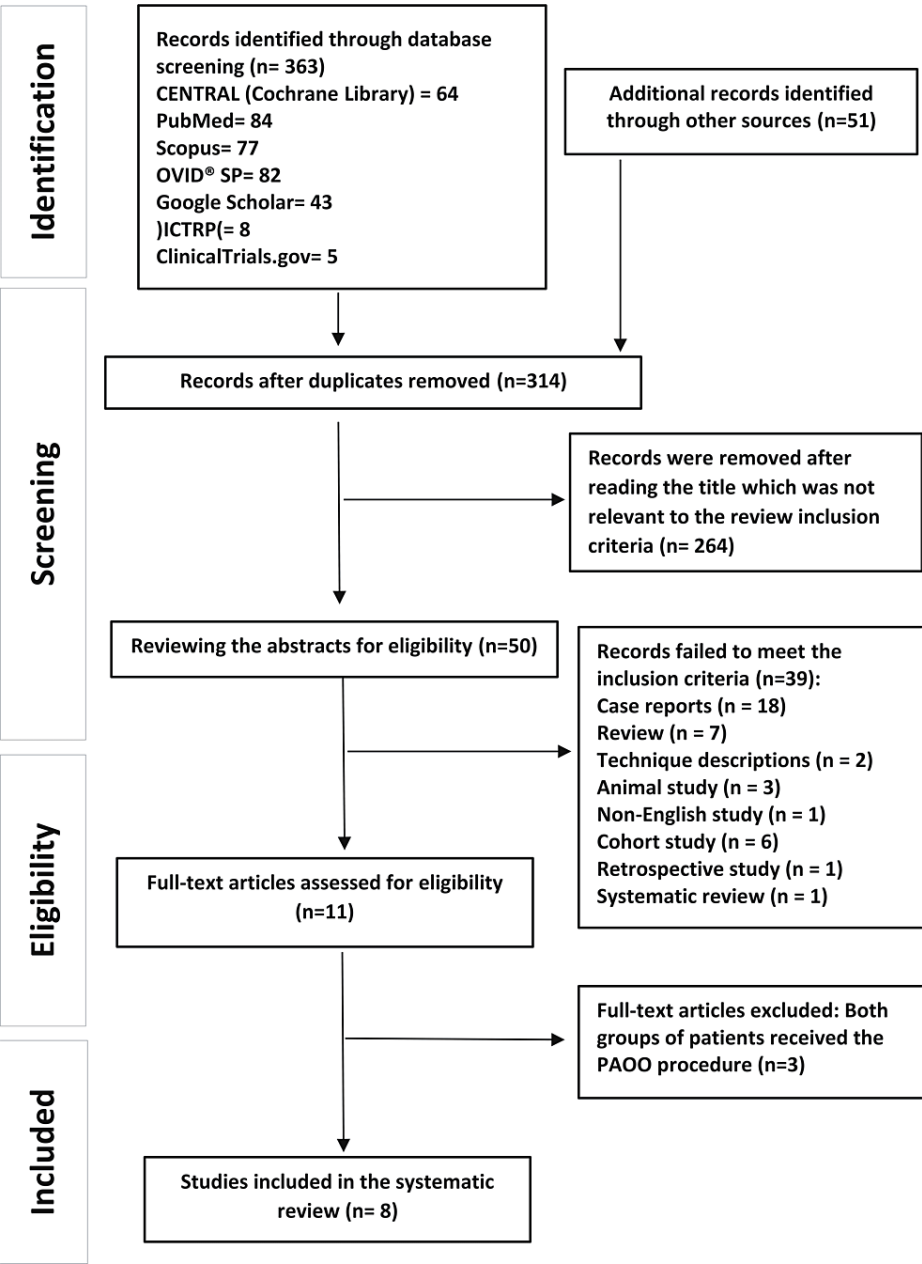 Identification
Records identified through database
screening (n= 363)
CENTRAL (Cochrane Library) = 64
PubMed= 84
Scopus= 77
OVID® SP= 82
Google Scholar= 43
)ICTRP(= 8
ClinicalTrials.gov= 5
Additional records identified
through other sources (n=51)
Screening
Records after duplicates removed (n=314)
Records were removed after
reading the title which was not
relevant to the review inclusion
criteria (n= 264)
Reviewing the abstracts for eligibility (n=50)
Records failed to meet the
inclusion criteria (n=39):
Case reports (n = 18)
Review (n = 7)
Technique descriptions (n = 2)
Animal study (n = 3)
Non-English study (n = 1)
Cohort study (n = 6)
Retrospective study (n = 1)
Systematic review (n = 1)
Eligibility
Full-text articles assessed for eligibility
(n=11)
Full-text articles excluded: Both
groups of patients received the
PAOO procedure (n=3)
Included
Studies included in the systematic
review (n= 8)